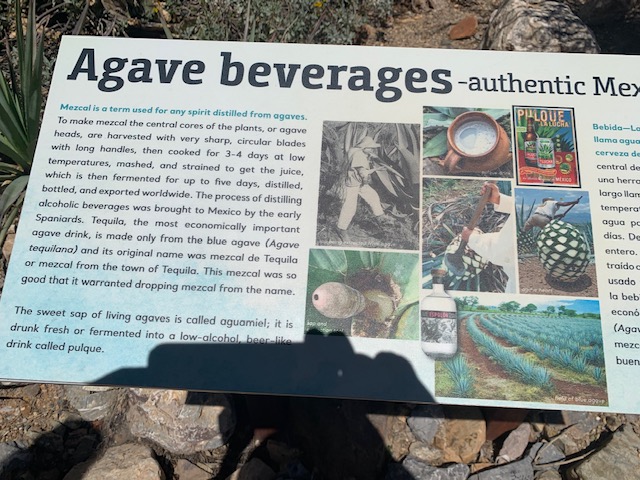 Agave beverages -authentic Mex
Mezcal is a term used for any spirit distilled from agaves.
To make mezcal the central cores of the plants, or agave
heads, are harvested with very sharp, circular blades
with long handles, then cooked for 3-4 days at low
temperatures, mashed, and strained to get the juice,
which is then fermented for up to five days, distilled,
bottled, and exported worldwide. The process of distilling
alcoholic beverages was brought to Mexico by the early
Spaniards. Tequila, the most economically important
agave drink, is made only from the blue agave (Agave
tequilana) and its original name was mezcal de Tequila
or mezcal from the town of Tequila. This mezcal was so
good that it warranted dropping mezcal from the name.
The sweet sap of living agaves is called aguamiel; it is
drunk fresh or fermented into a low-alcohol, beer-like
drink called pulque.
PULQUE
LA LUCHA
MEXICO
field of blue agave
Bebida—L
llama agua
cerveza de
central de
una herra
largo llam
temperat
agua po
días. De
entero.
traído
usado
la beb
econó
(Agav
mezc
buen